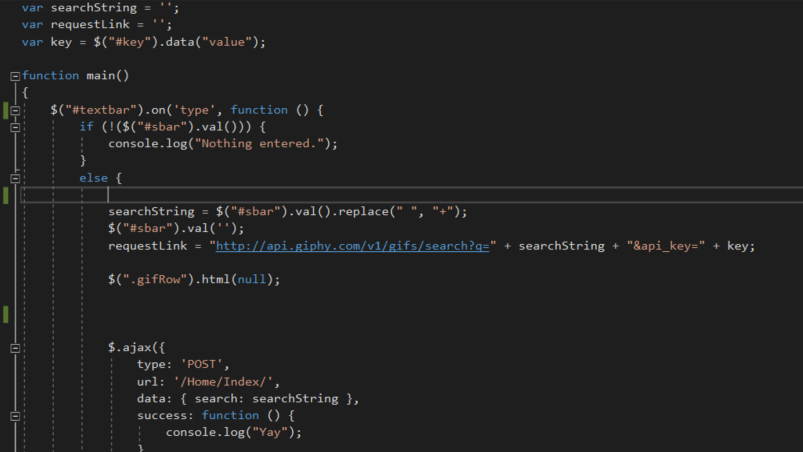 var searchString = '';
var requestLink = '';
var key = $("#key").data("value");
function main()
{
$("#textbar").on('type', function () {
if (!($("#sbar").val())) {
console.log("Nothing entered.");
}
else {
searchString = $("#sbar").val().replace(" ", "+");
$("#sbar").val('');
requestLink = "http://api.giphy.com/v1/gifs/search?q=" + searchString + "&api_key=" + key;
$(".gifRow").html(null);
$.ajax({
type: 'POST',
url: '/Home/Index/',
data: { search: searchString },
success: function () {
console.log("Yay");
}